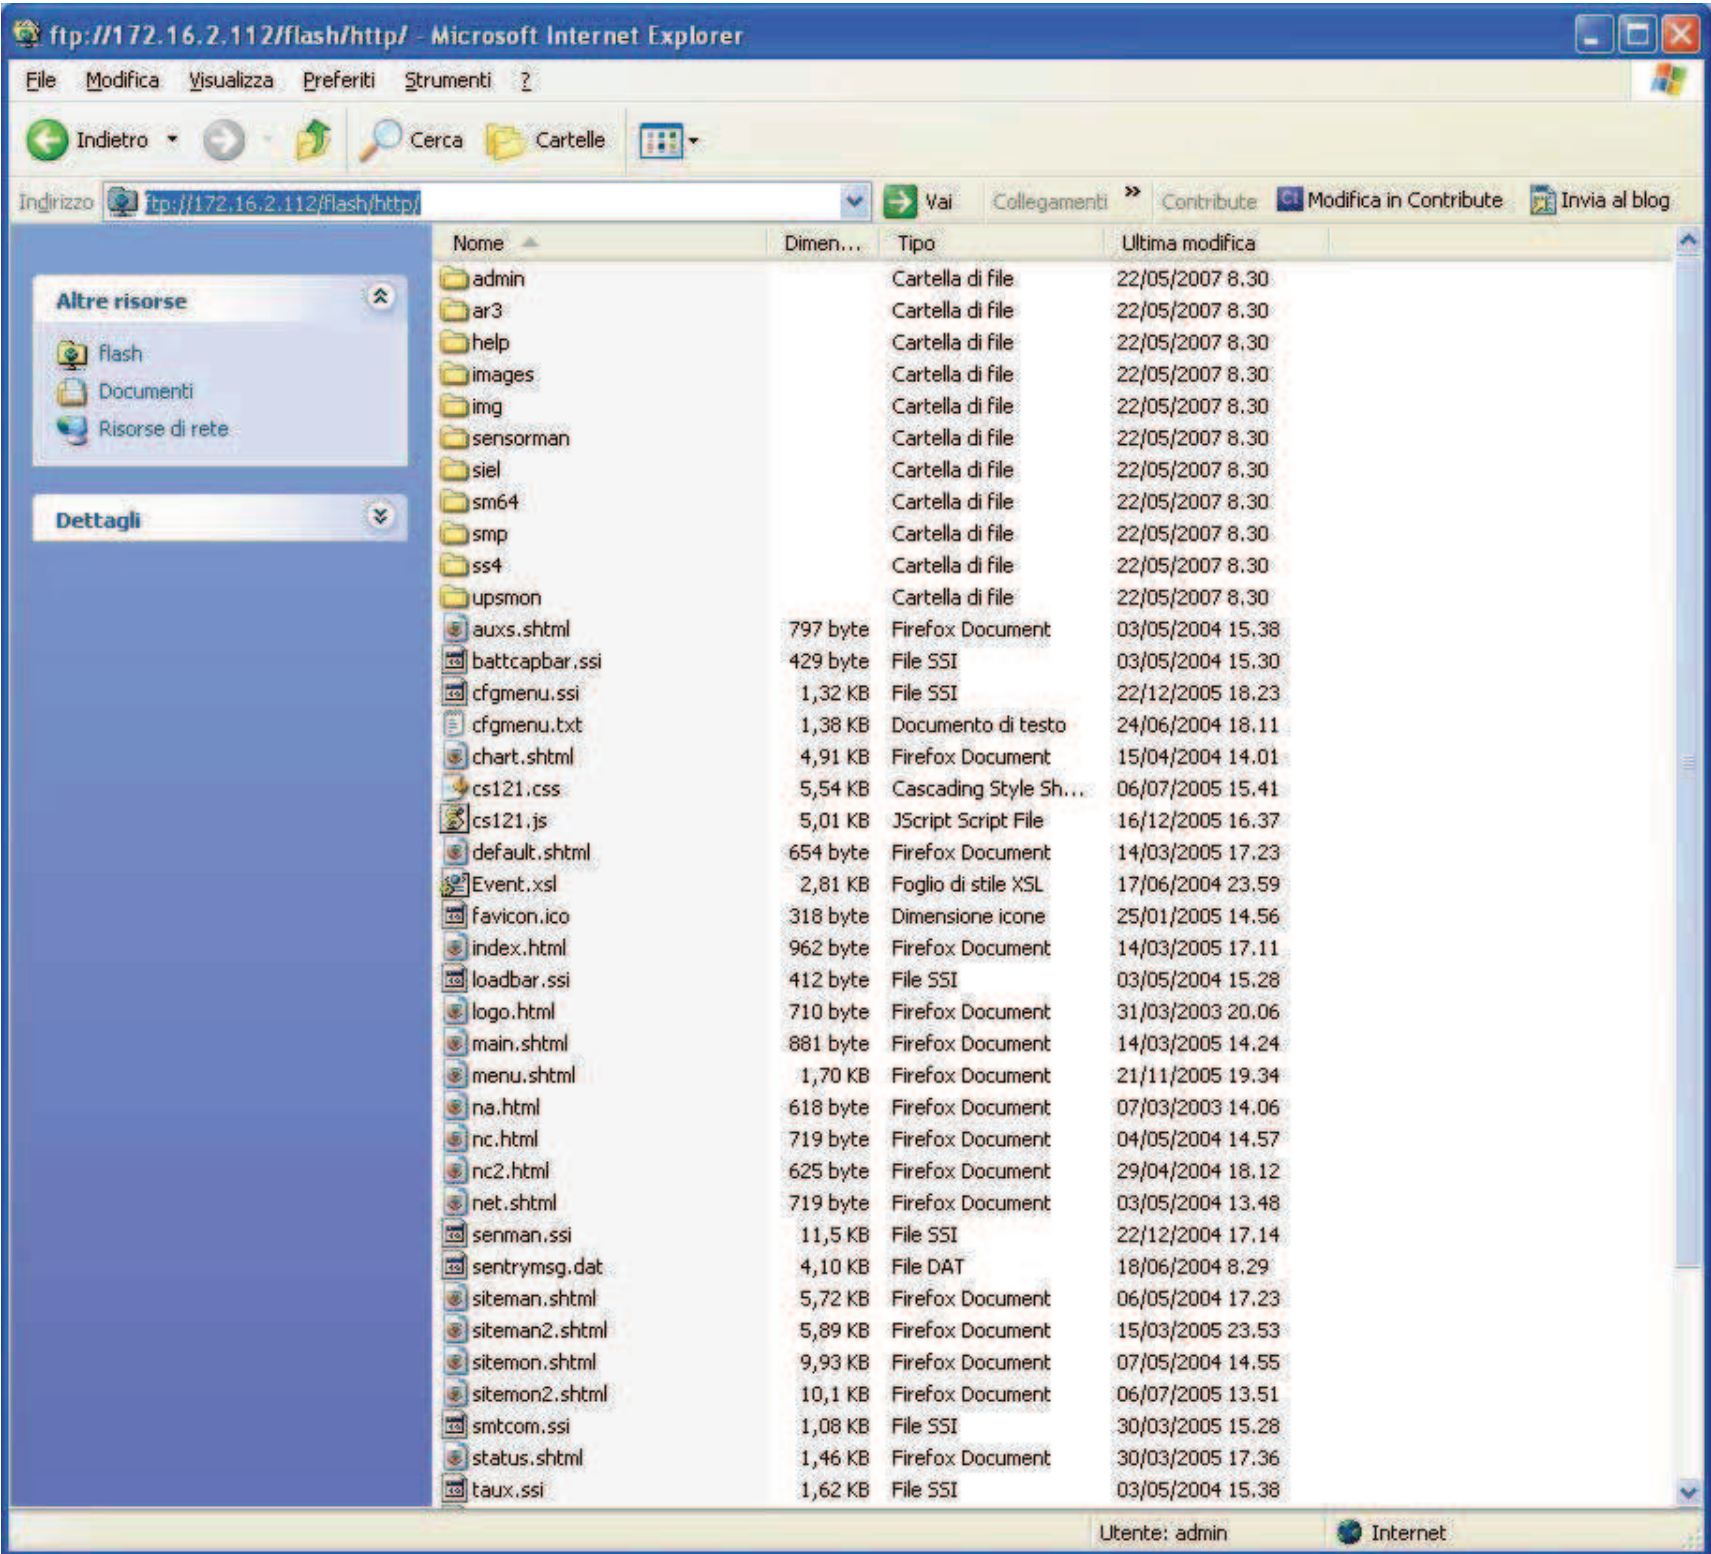 ftp://172.16.2.112/flash/http/ - Microsoft Internet Explorer
File Modifica Visualizza Preferiti Strumenti ?
Indietro Cerca Cartelle
Indirizzo ftp://172.16.2.112/flash/http/ Vai Collegamenti » Contribute Ct Modifica in Contribute Invia al blog
Altre risorse
flash
Documenti
Risorse di rete
Dettagli
Nome Dimen... Tipo Ultima modifica
admin Cartella di file 22/05/2007 8.30
ar3 Cartella di file 22/05/2007 8.30
help Cartella di file 22/05/2007 8.30
images Cartella di file 22/05/2007 8.30
img Cartella di file 22/05/2007 8.30
sensorman Cartella di file 22/05/2007 8.30
siel Cartella di file 22/05/2007 8.30
sm64 Cartella di file 22/05/2007 8.30
smp Cartella di file 22/05/2007 8.30
ss4 Cartella di file 22/05/2007 8.30
upsmon Cartella di file 22/05/2007 8.30
auxs.shtml 797 byte Firefox Document 03/05/2004 15.38
battcapbar.ssi 429 byte File SSI 03/05/2004 15.30
cfgmenu.ssi 1,32 KB File SSI 22/12/2005 18.23
cfgmenu.txt 1,38 KB Documento di testo 24/06/2004 18.11
chart.shtml 4,91 KB Firefox Document 15/04/2004 14.01
cs121.css 5,54 KB Cascading Style Sh... 06/07/2005 15.41
cs121.js 5,01 KB JScript Script File 16/12/2005 16.37
default.shtml 654 byte Firefox Document 14/03/2005 17.23
Event.xsl 2,81 KB Foglio di stile XSL 17/06/2004 23.59
favicon.ico 318 byte Dimensione icone 25/01/2005 14.56
index.html 962 byte Firefox Document 14/03/2005 17.11
loadbar.ssi 412 byte File SSI 03/05/2004 15.28
logo.html 710 byte Firefox Document 31/03/2003 20.06
main.shtml 881 byte Firefox Document 14/03/2005 14.24
menu.shtml 1,70 KB Firefox Document 21/11/2005 19.34
na.html 618 byte Firefox Document 07/03/2003 14.06
nc.html 719 byte Firefox Document 04/05/2004 14.57
nc2.html 625 byte Firefox Document 29/04/2004 18.12
net.shtml 719 byte Firefox Document 03/05/2004 13.48
senman.ssi 11,5 KB File SSI 22/12/2004 17.14
sentrymsg.dat 4,10 KB File DAT 18/06/2004 8.29
siteman.shtml 5,72 KB Firefox Document 06/05/2004 17.23
siteman2.shtml 5,89 KB Firefox Document 15/03/2005 23.53
sitemon.shtml 9,93 KB Firefox Document 07/05/2004 14.55
sitemon2.shtml 10,1 KB Firefox Document 06/07/2005 13.51
smtcom.ssi 1,08 KB File SSI 30/03/2005 15.28
status.shtml 1,46 KB Firefox Document 30/03/2005 17.36
taux.ssi 1,62 KB File SSI 03/05/2004 15.38
Utente: admin Internet